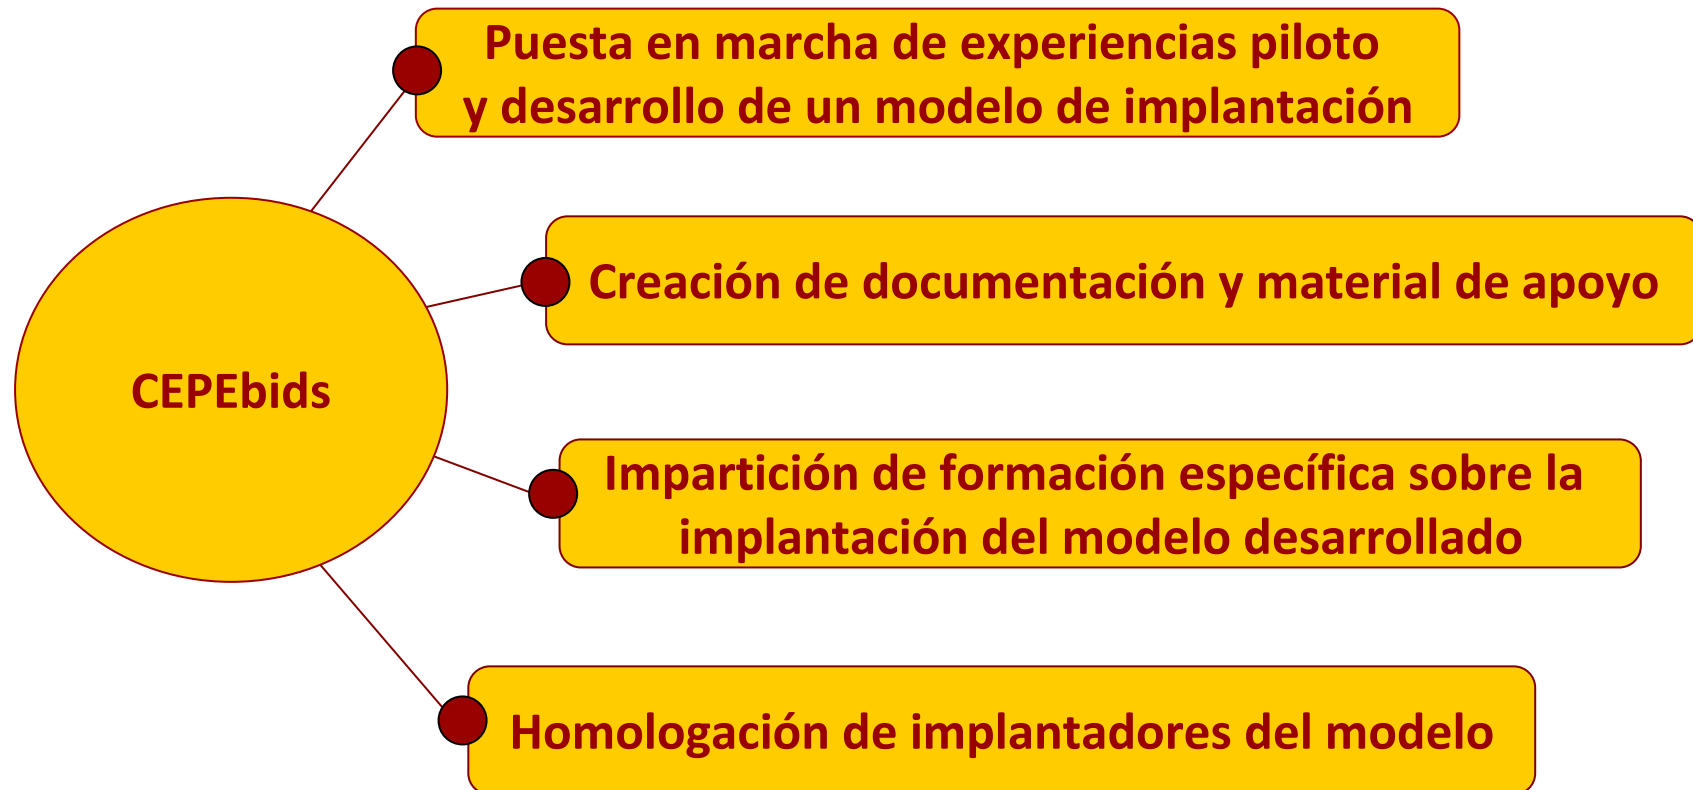 Puesta en marcha de experiencias piloto
y desarrollo de un modelo de implantación
Creación de documentación y material de apoyo
CEPEbids
Impartición de formación específica sobre la
implantación del modelo desarrollado
Homologación de implantadores del modelo